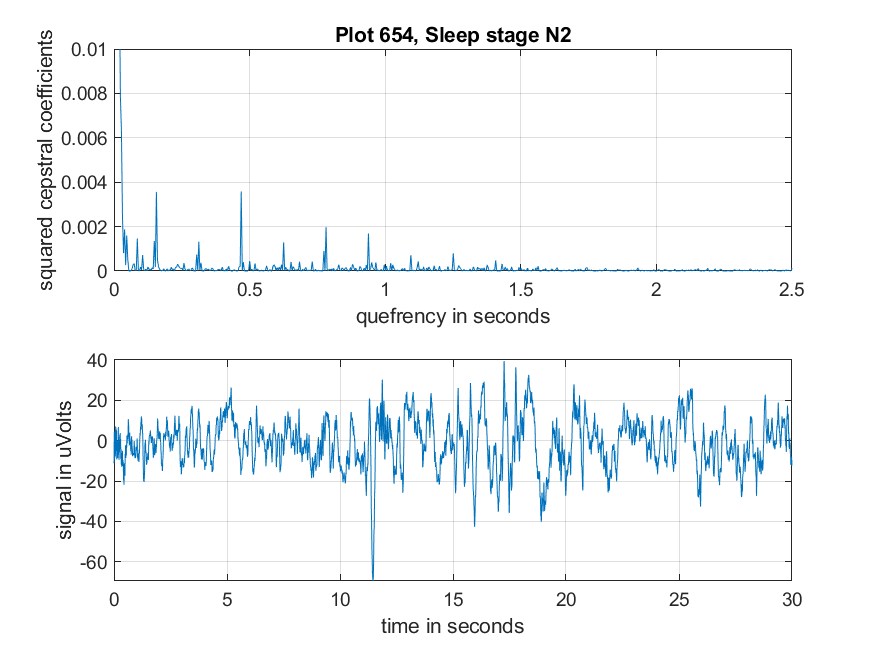 Plot 654, Sleep stage N2
squared cepstral coefficients
0.01
0.008
0.006
0.004
0.002
0
0 0.5 1 1.5 2 2.5
quefrency in seconds
signal in uVolts
40
20
0
-20
-40
-60
0 5 10 15 20 25 30
time in seconds